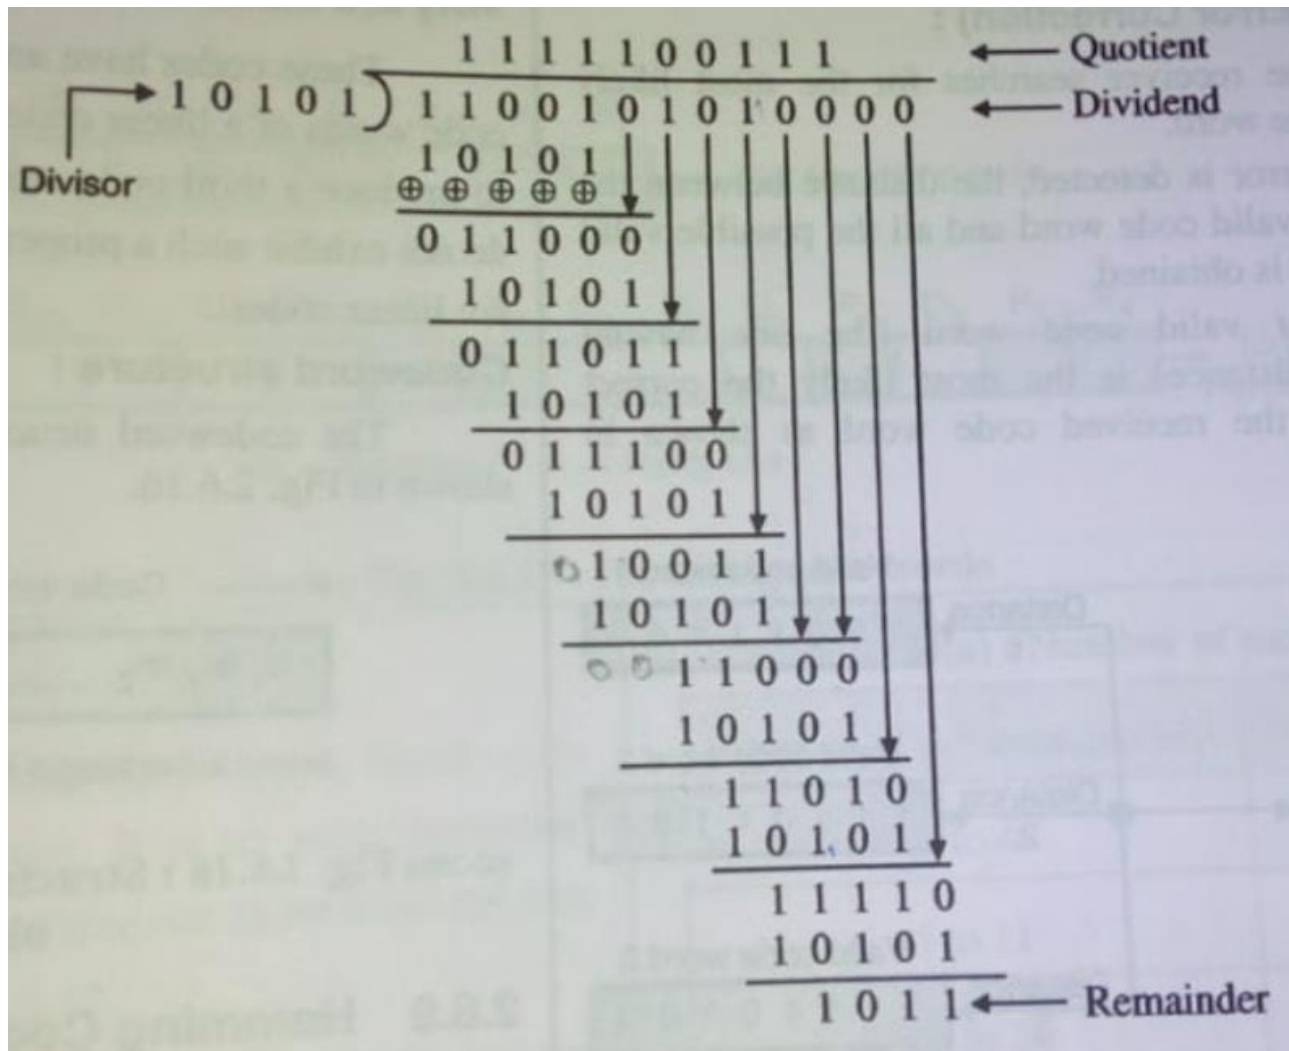 1 1 1 1 1 0 0 1 1 1 ← Quotient
1 0 1 0 1 ) 1 1 0 0 1 0 1 0 1 0 0 0 0 ← Dividend
Divisor
1 0 1 0 1
⊕ ⊕ ⊕ ⊕ ⊕
0 1 1 0 0 0
1 0 1 0 1
0 1 1 0 1 1
1 0 1 0 1
0 1 1 1 0 0
1 0 1 0 1
0 1 0 0 1 1
1 0 1 0 1
0 0 1 1 0 0 0
1 0 1 0 1
1 1 0 1 0
1 0 1 0 1
1 1 1 1 0
1 0 1 0 1
1 0 1 1 ← Remainder